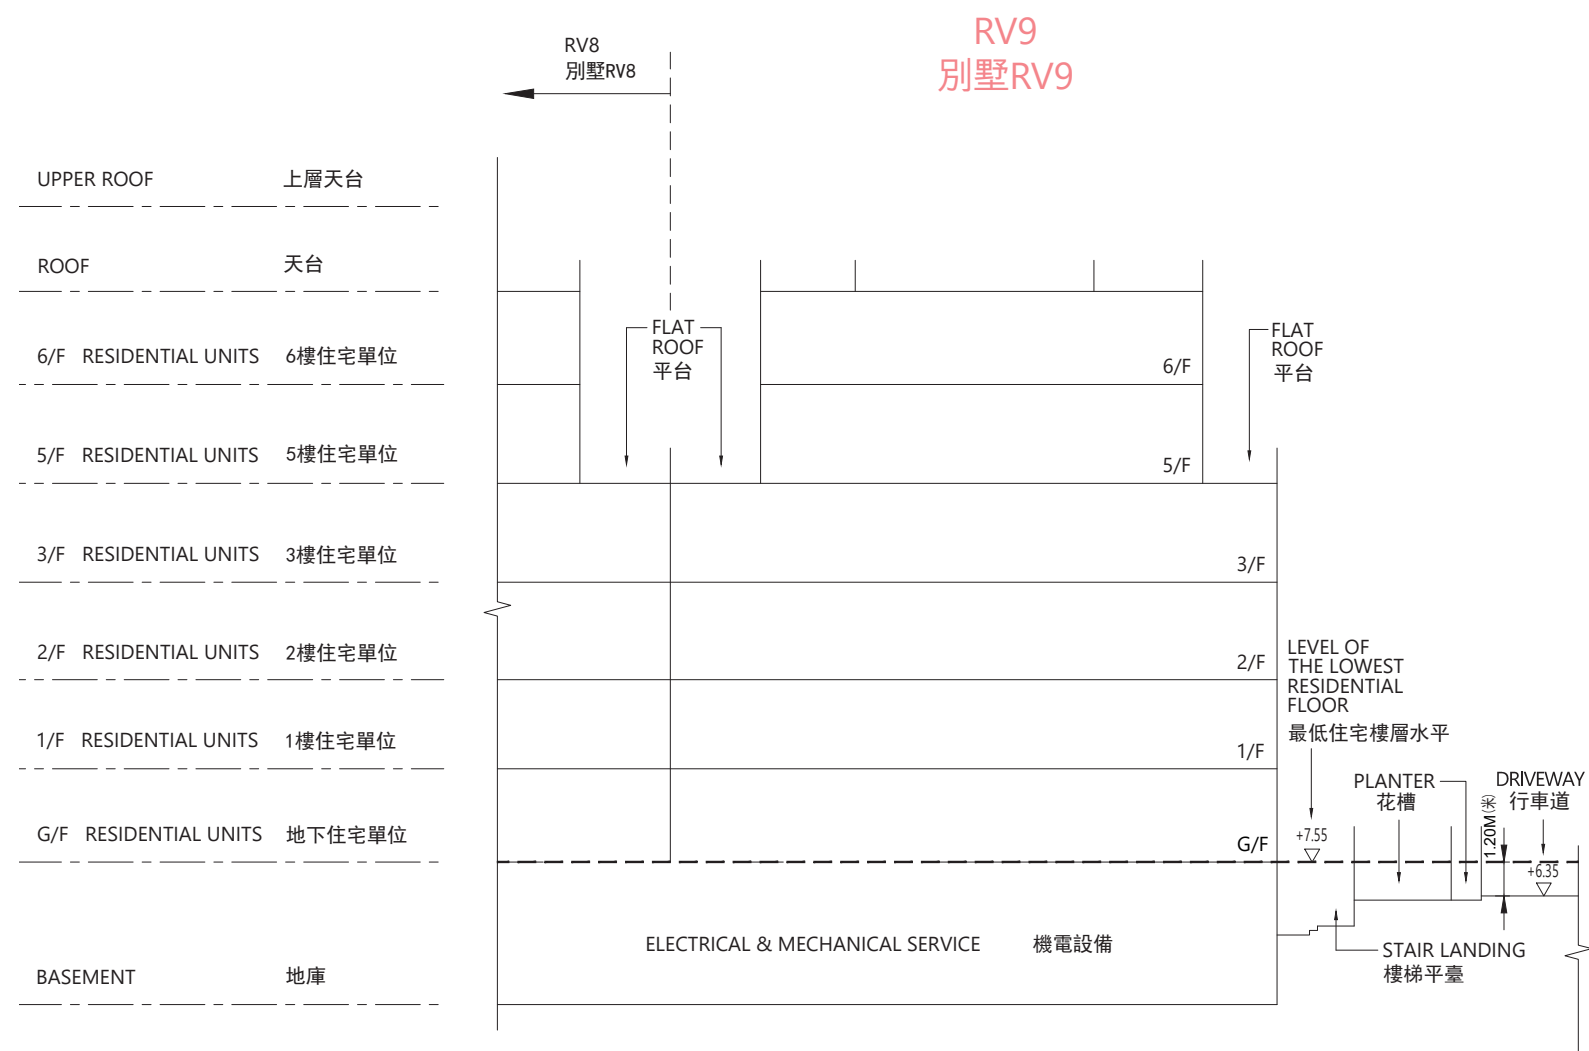 RV9
別墅RV9
RV8
別墅RV8
UPPER ROOF 上層天台
ROOF 天台
6/F RESIDENTIAL UNITS 6樓住宅單位
5/F RESIDENTIAL UNITS 5樓住宅單位
3/F RESIDENTIAL UNITS 3樓住宅單位
2/F RESIDENTIAL UNITS 2樓住宅單位
1/F RESIDENTIAL UNITS 1樓住宅單位
G/F RESIDENTIAL UNITS 地下住宅單位
BASEMENT 地庫
FLAT
ROOF
平台
FLAT
ROOF
平台
6/F
5/F
3/F
2/F
1/F
G/F
LEVEL OF
THE LOWEST
RESIDENTIAL
FLOOR
最低住宅樓層水平
+7.55
PLANTER
花槽
1.20M(米)
DRIVEWAY
行車道
+6.35
ELECTRICAL & MECHANICAL SERVICE 機電設備
STAIR LANDING
樓梯平臺